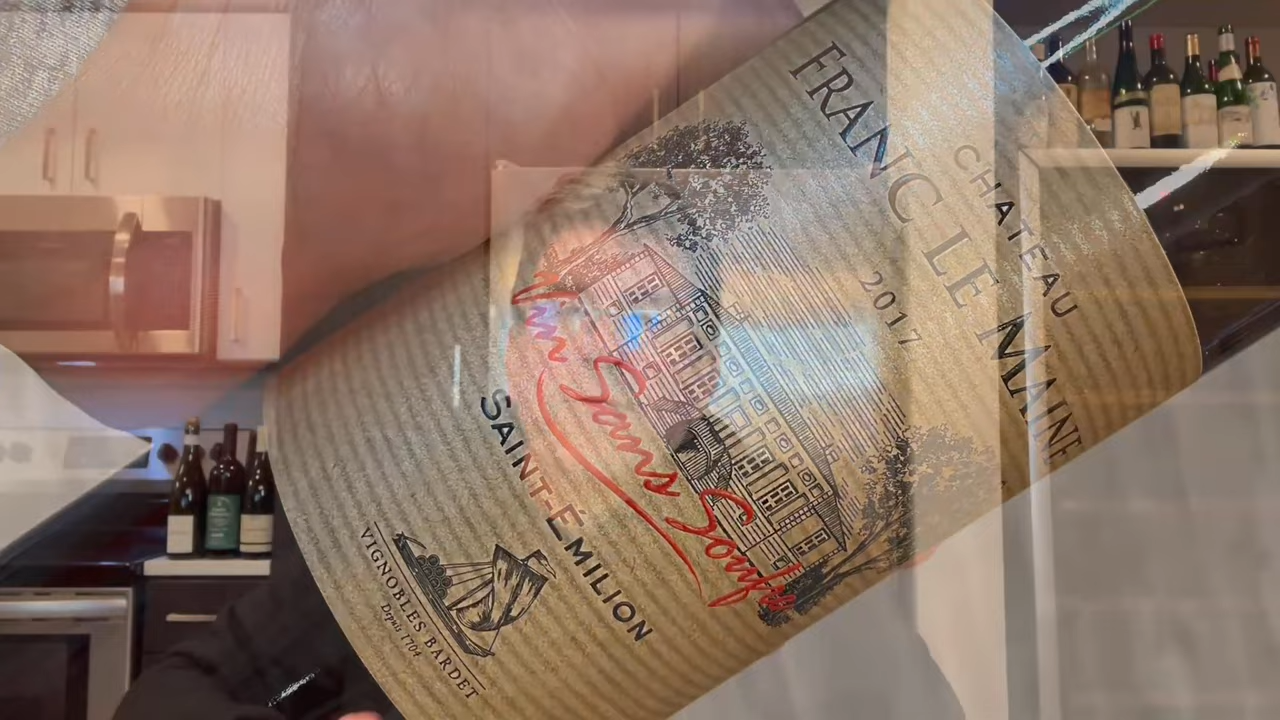 CHATEAU
FRANC LE MAINE
2017
Vin Sans Soufre
SAINT-ÉMILION
VIGNOBLES BARDET
Depuis 1704